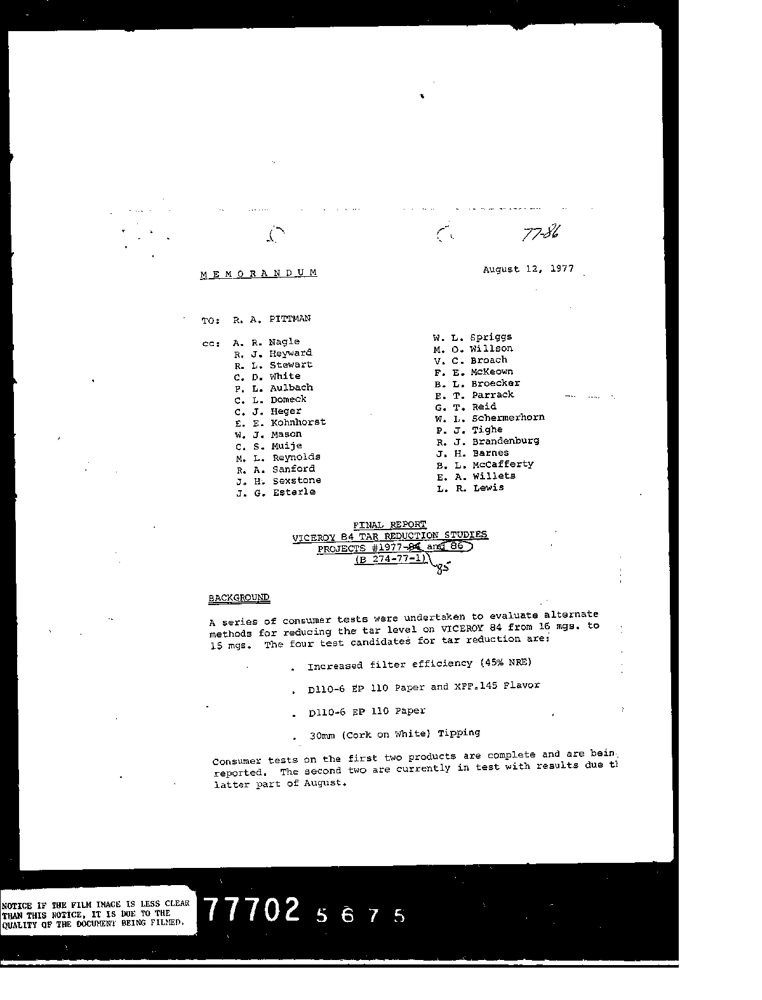 77-86
MEMORANDUM
August 12, 1977
TO: R. A. PITTMAN
cc: A. R. Nagle
R. J. Heyward
R. L. Stewart
C. D. White
P. L. Aulbach
C. L. Domeck
C. J. Heger
E. E. Kohnhorst
W. J. Mason
C. S. Muije
M. L. Reynolds
R. A. Sanford
J. H. Sexstone
J. G. Esterle
W. L. Spriggs
M. O. Willson
V. C. Broach
F. E. McKeown
B. L. Broecker
E. T. Parrack
G. T. Reid
W. L. Schermerhorn
P. J. Tighe
R. J. Brandenburg
J. H. Barnes
B. L. McCafferty
E. A. Willets
L. R. Lewis
FINAL REPORT
VICEROY 84 TAR REDUCTION STUDIES
PROJECTS #1977-84 and 86
(B 274-77-1)
85
BACKGROUND
A series of consumer tests were undertaken to evaluate alternate
methods for reducing the tar level on VICEROY 84 from 16 mgs. to
15 mgs. The four test candidates for tar reduction are:
. Increased filter efficiency (45% NRE)
. D110-6 EP 110 Paper and XPF.145 Flavor
. D110-6 EP 110 Paper
. 30mm (Cork on White) Tipping
Consumer tests on the first two products are complete and are bein
reported. The second two are currently in test with results due t
latter part of August.
NOTICE IF THE FILM IMAGE IS LESS CLEAR
THAN THIS NOTICE, IT IS DUE TO THE
QUALITY OF THE DOCUMENT BEING FILMED.
77702 5675